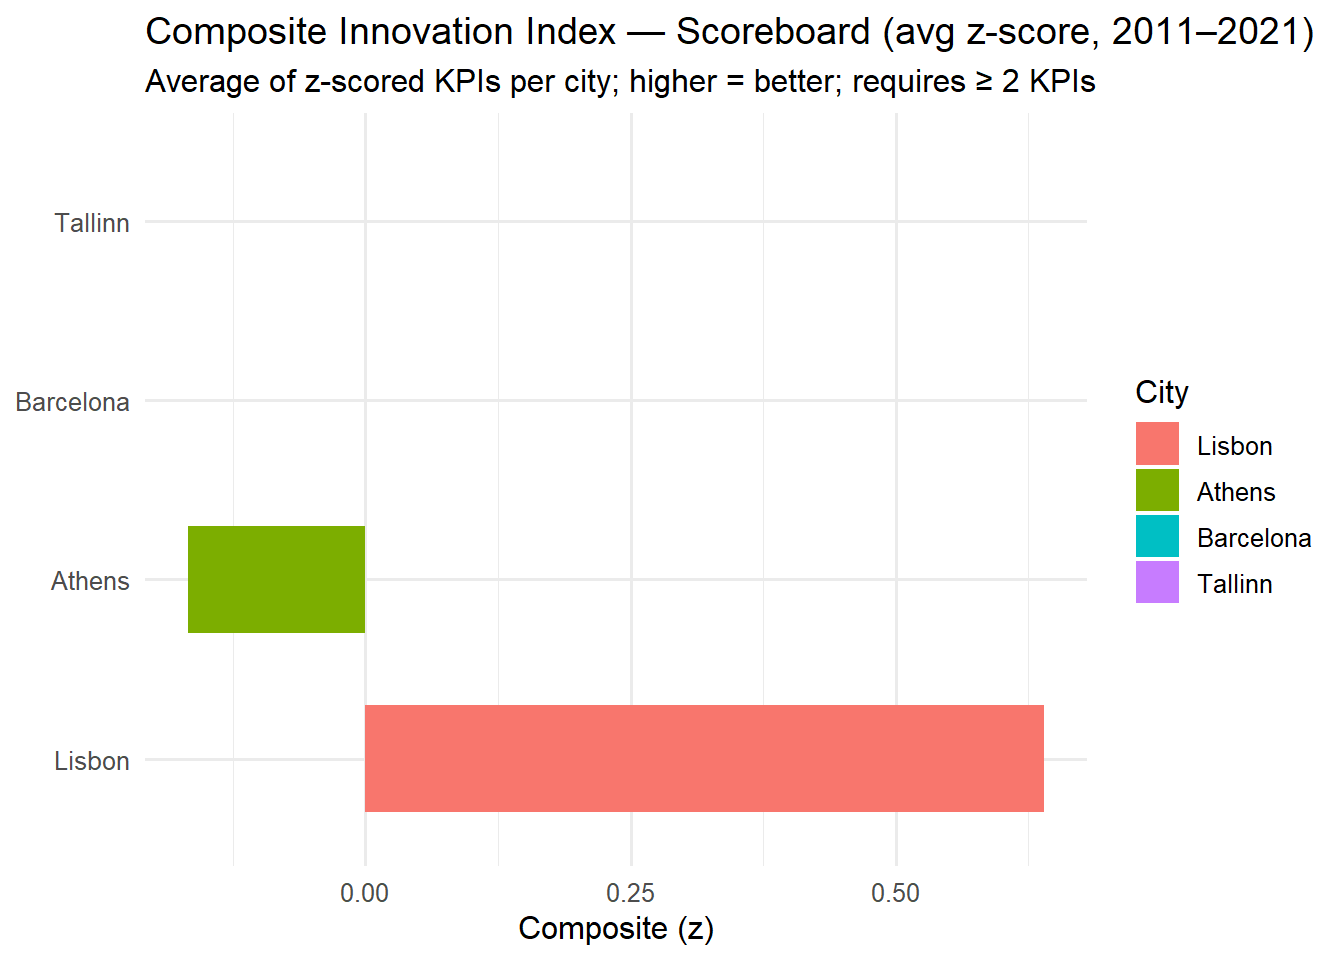 Composite Innovation Index — Scoreboard (avg z-score, 2011–2021)
Average of z-scored KPIs per city; higher = better; requires ≥ 2 KPIs
Tallinn
Barcelona
Athens
Lisbon
0.00
0.25
0.50
Composite (z)
City
Lisbon
Athens
Barcelona
Tallinn